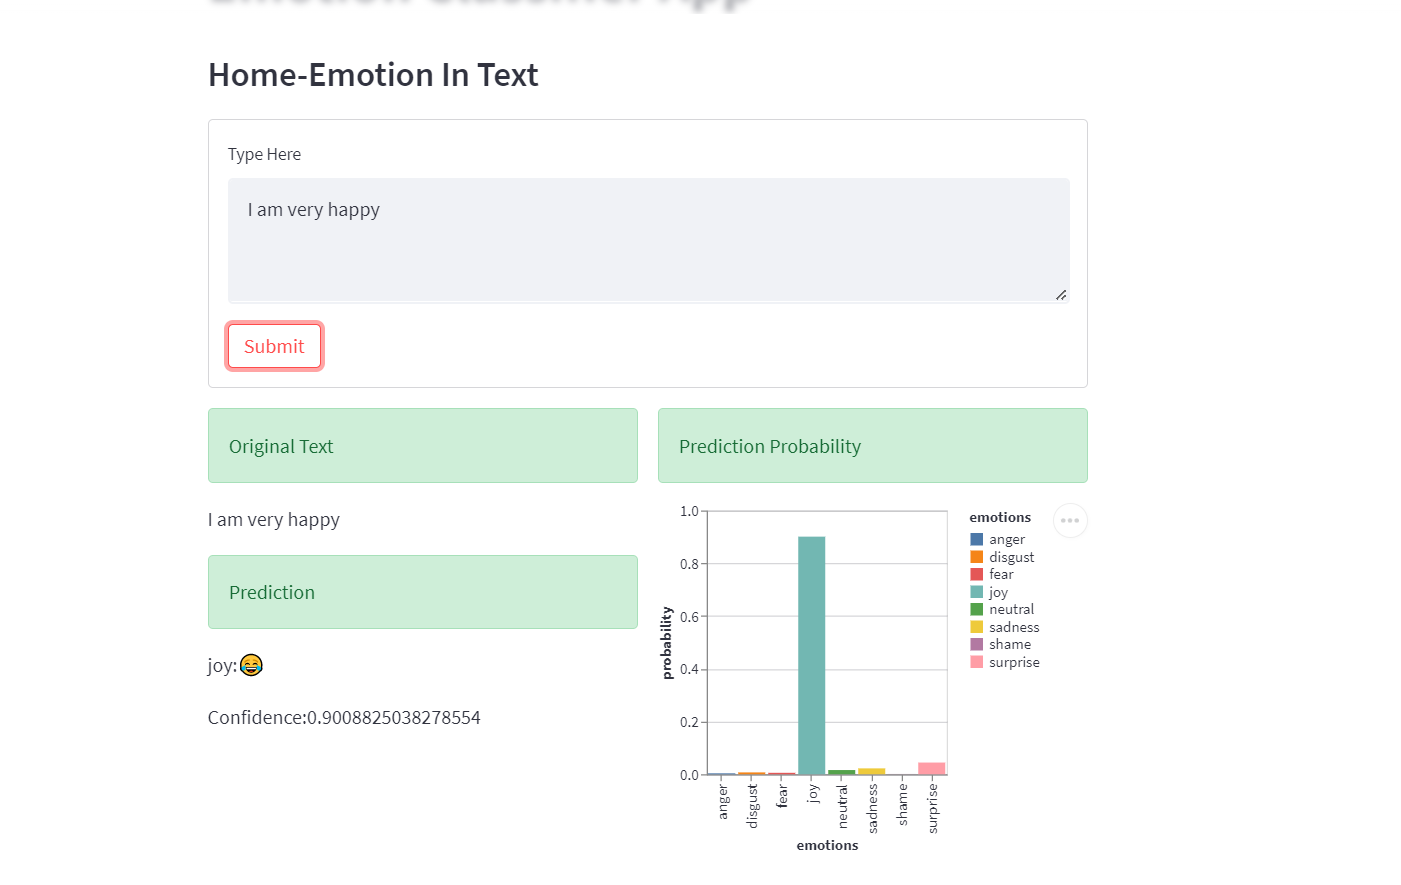 Home-Emotion In Text
Type Here
I am very happy
Submit
Original Text
I am very happy
Prediction
joy:😂
Confidence:0.9008825038278554
Prediction Probability
1.0
0.8
0.6
0.4
0.2
0.0
probability
anger
disgust
fear
joy
neutral
sadness
shame
surprise
emotions
emotions
anger
disgust
fear
joy
neutral
sadness
shame
surprise